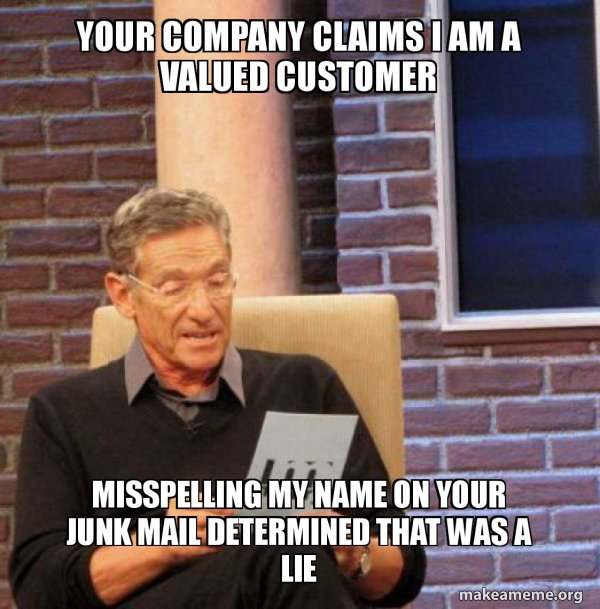 YOUR COMPANY CLAIMS I AM A
VALUED CUSTOMER
MISSPELLING MY NAME ON YOUR
JUNK MAIL DETERMINED THAT WAS A
LIE
makeameme.org